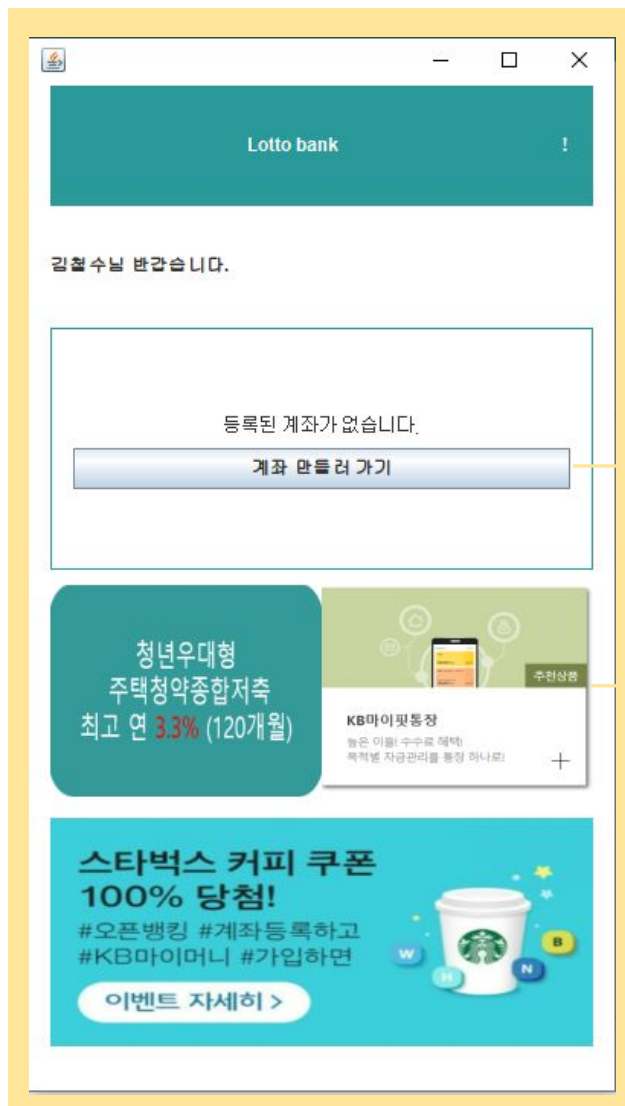 Lotto bank
!
김철수님 반갑습니다.
등록된 계좌가 없습니다.
계좌 만들러 가기
청년우대형
주택청약종합저축
최고 연 3.3% (120개월)
추천상품
KB마이핏통장
높은 이율! 수수료 혜택!
목적별 자금관리를 통장 하나로!
스타벅스 커피 쿠폰
100% 당첨!
#오픈뱅킹 #계좌등록하고
#KB마이머니 #가입하면
W
H
N
B
이벤트 자세히 >